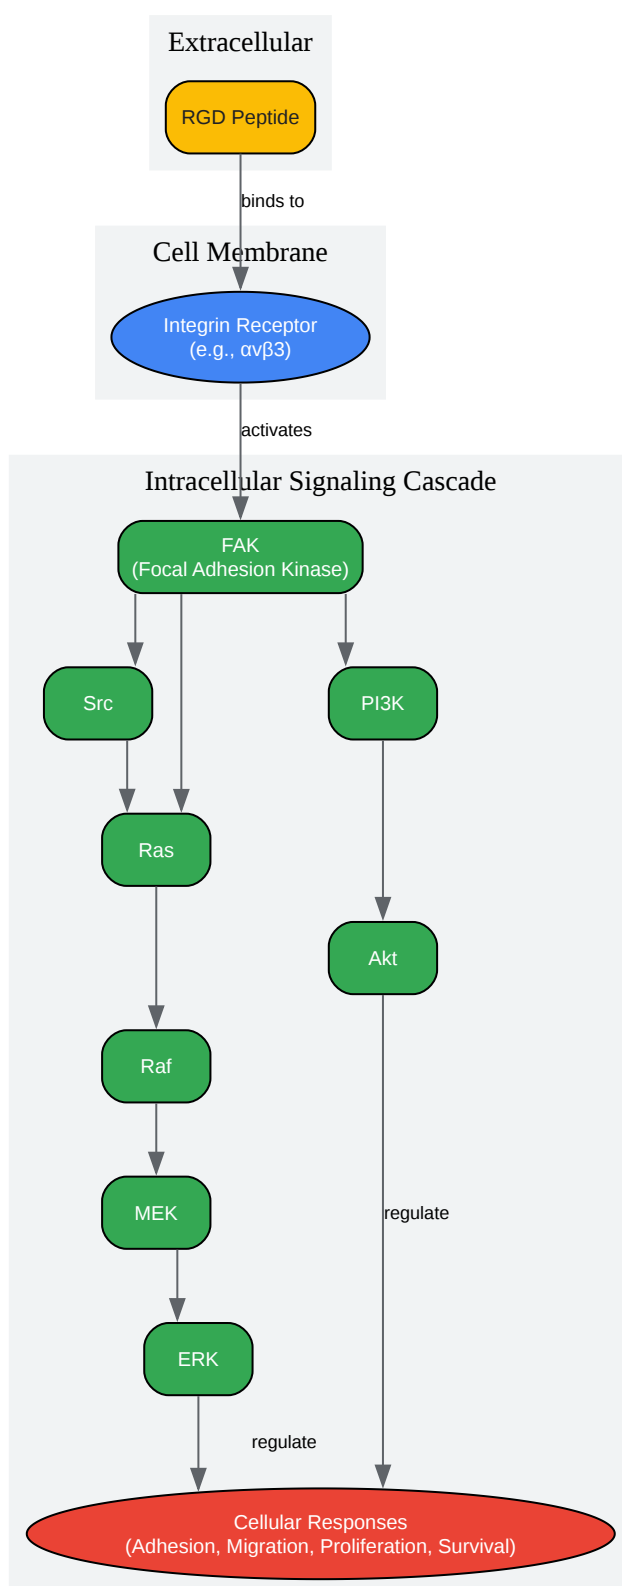 Extracellular
RGD Peptide
binds to
Cell Membrane
Integrin Receptor
(e.g., αvβ3)
activates
Intracellular Signaling Cascade
FAK
(Focal Adhesion Kinase)
Src
PI3K
Ras
Akt
Raf
MEK
regulate
ERK
regulate
Cellular Responses
(Adhesion, Migration, Proliferation, Survival)